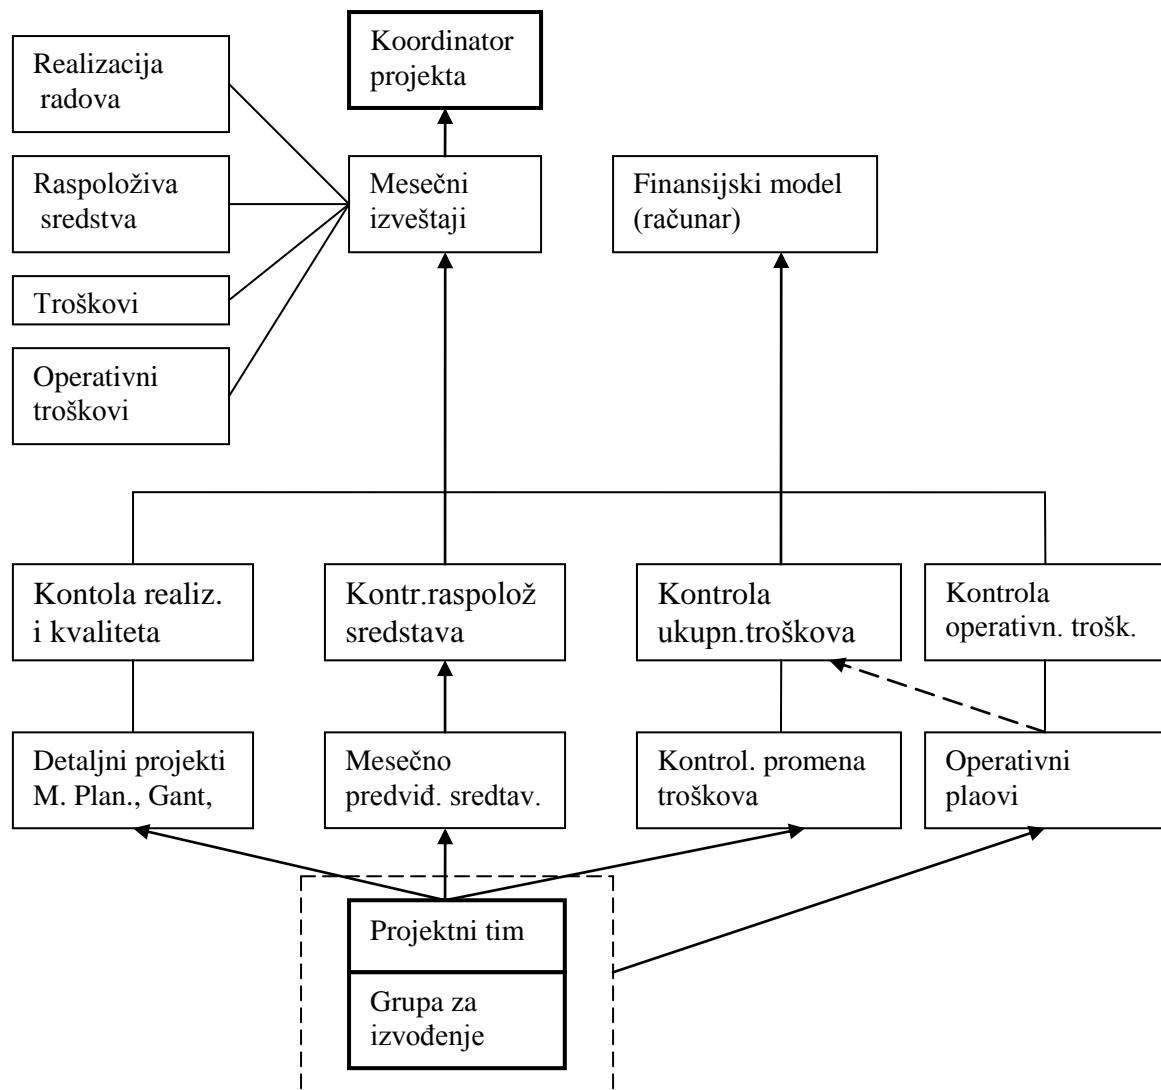 Koordinator
projekta
Realizacija
radova
Raspoloživa
sredstva
Mesečni
izveštaji
Finansijski model
(računar)
Troškovi
Operativni
troškovi
Kontola realiz.
i kvaliteta
Kontr.raspolož
sredstava
Kontrola
ukupn.troškova
Kontrola
operativn. trošk.
Detaljni projekti
M. Plan., Gant,
Mesečno
predviđ. sredtav.
Kontrol. promena
troškova
Operativni
plaovi
Projektni tim
Grupa za
izvođenje